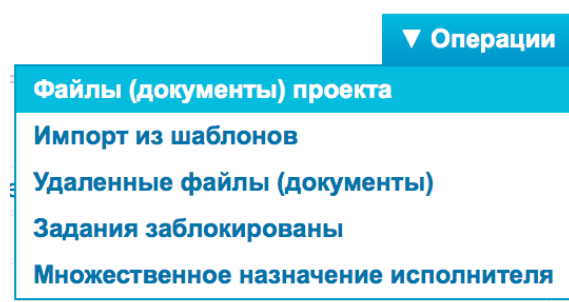 ▼ Операции
Файлы (документы) проекта
Импорт из шаблонов
Удаленные файлы (документы)
Задания заблокированы
Множественное назначение исполнителя